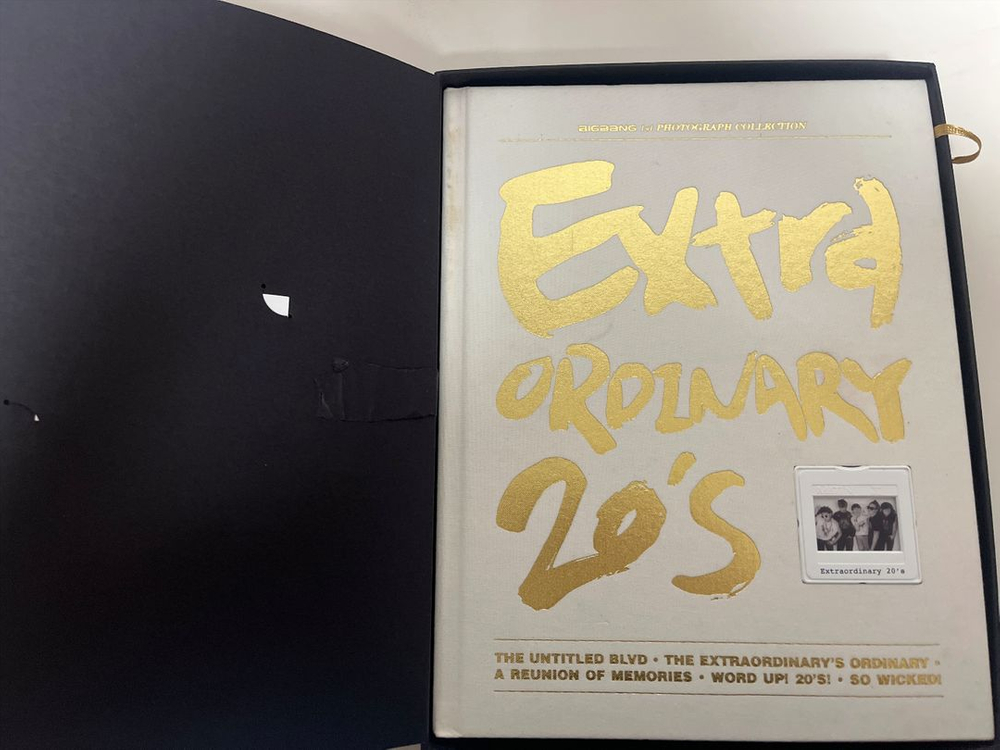 BIGBANG 1st PHOTOGRAPH COLLECTION
Extra
ORDINARY
20'S
Extraordinary 20's
THE UNTITLED BLVD • THE EXTRAORDINARY'S ORDINARY •
A REUNION OF MEMORIES • WORD UP! 20'S! • SO WICKED!